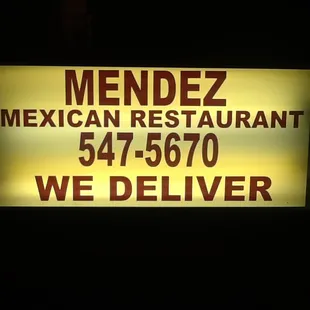 MENDEZ
MEXICAN RESTAURANT
547-5670
WE DELIVER